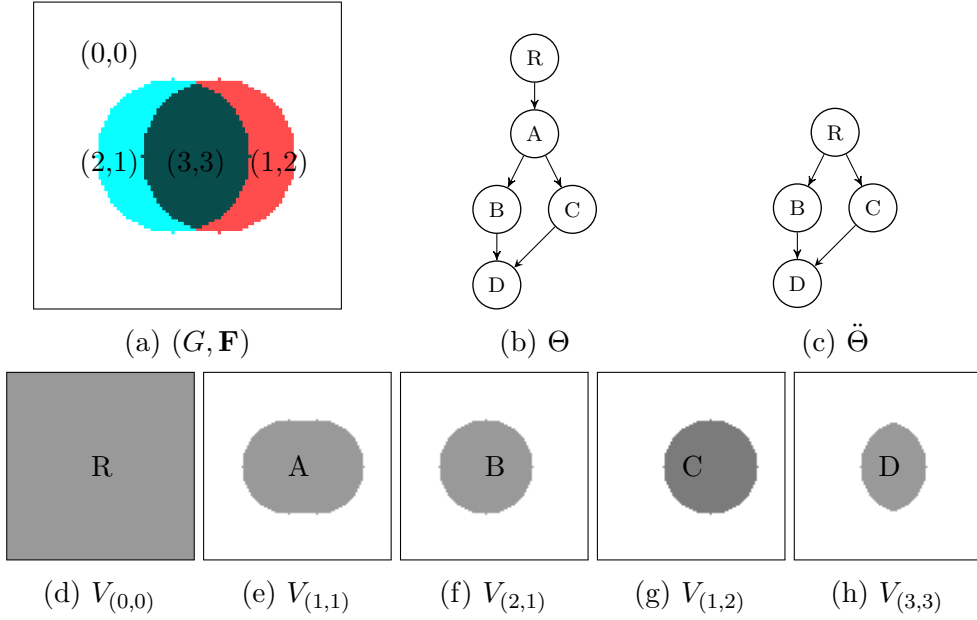 (0,0)
(2,1) (3,3) (1,2)
(a) (G, F)
R
A
B C
D
(b) Θ
R
B C
D
(c) Θ̈
R A B C D
(d) V(0,0) (e) V(1,1) (f) V(2,1) (g) V(1,2) (h) V(3,3)